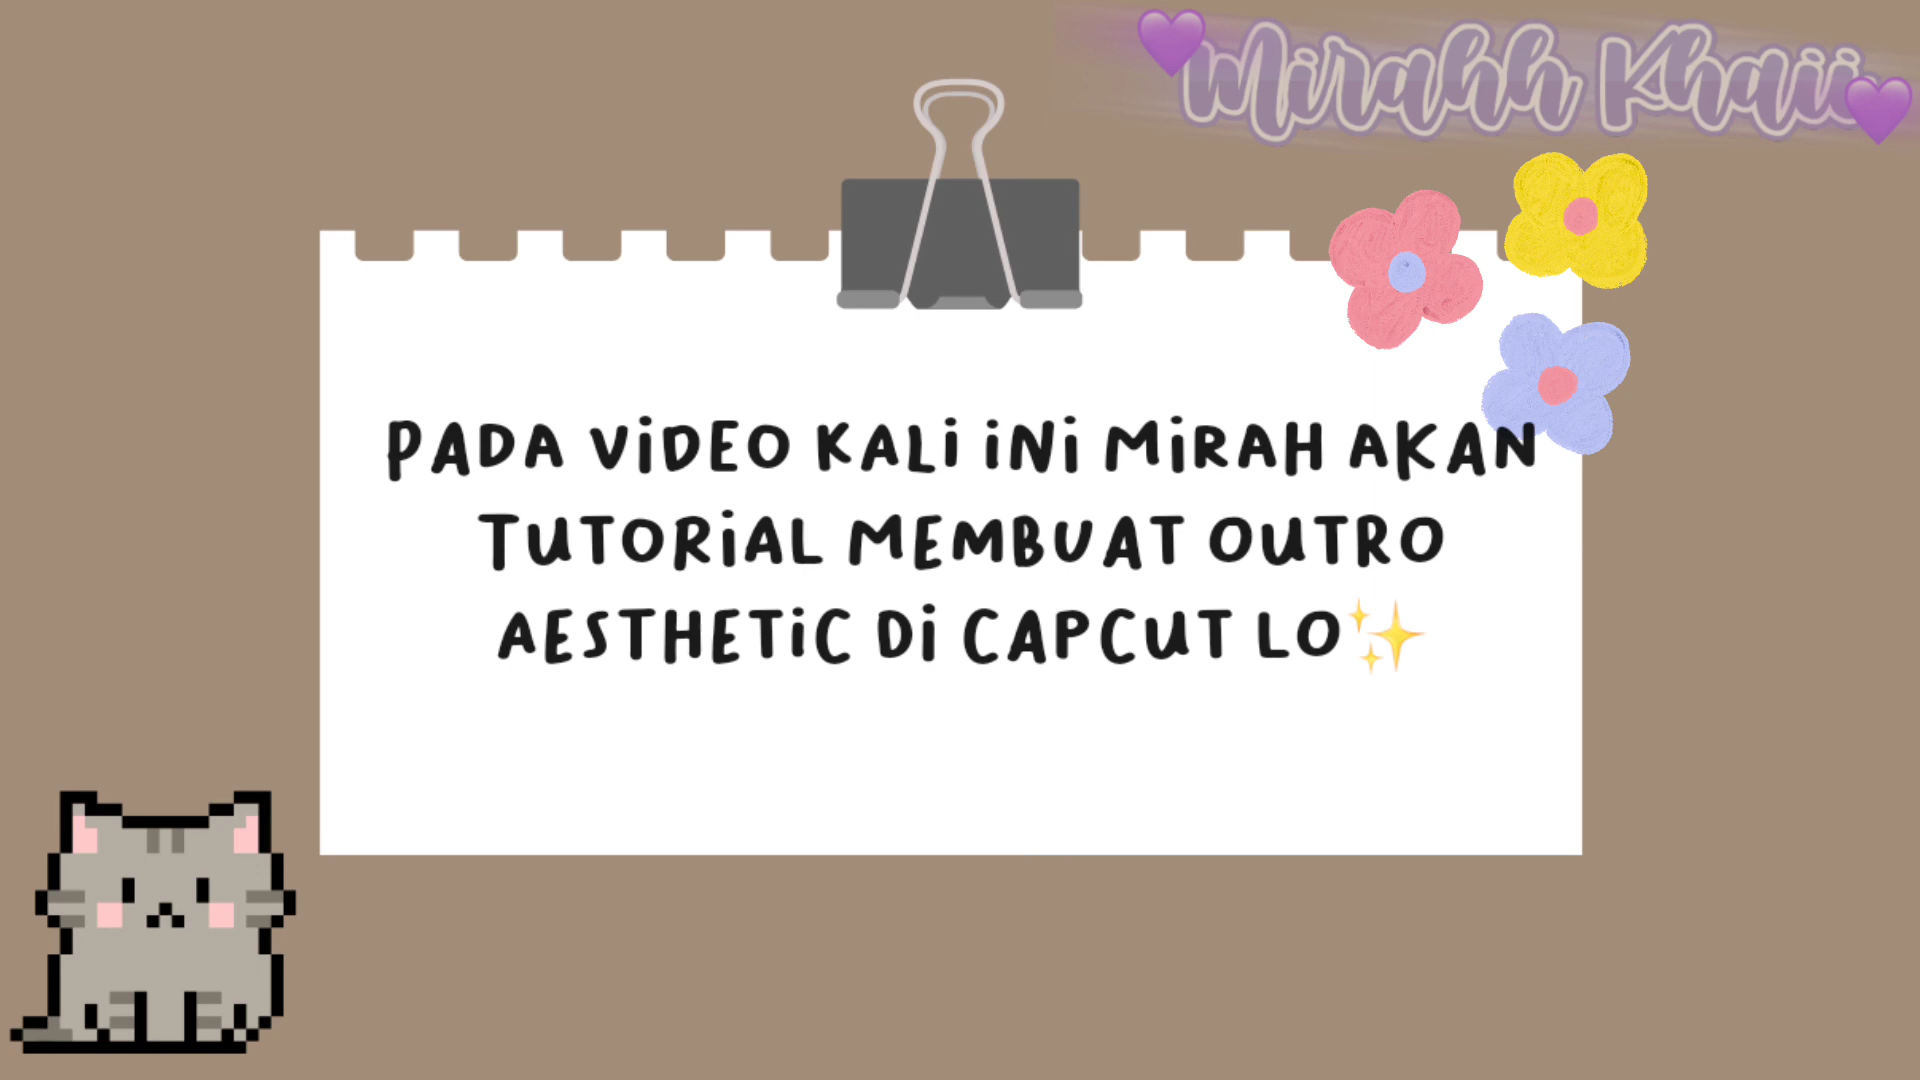 💜Mirahh Khaii💜
PADA ViDEO KALi iNi MiRAH AKAN
TUTORiAL MEMBUAT OUTRO
AESTHETiC Di CAPCUT LO✨